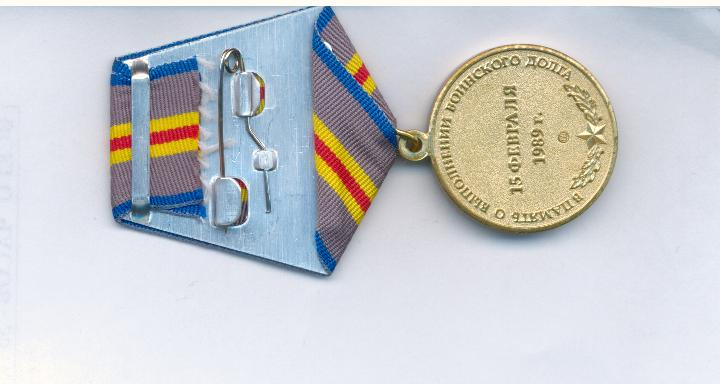 В ПАМЯТЬ О ВЫПОЛНЕНИИ ВОИНСКОГО ДОЛГА
15 ФЕВРАЛЯ
1989 г.